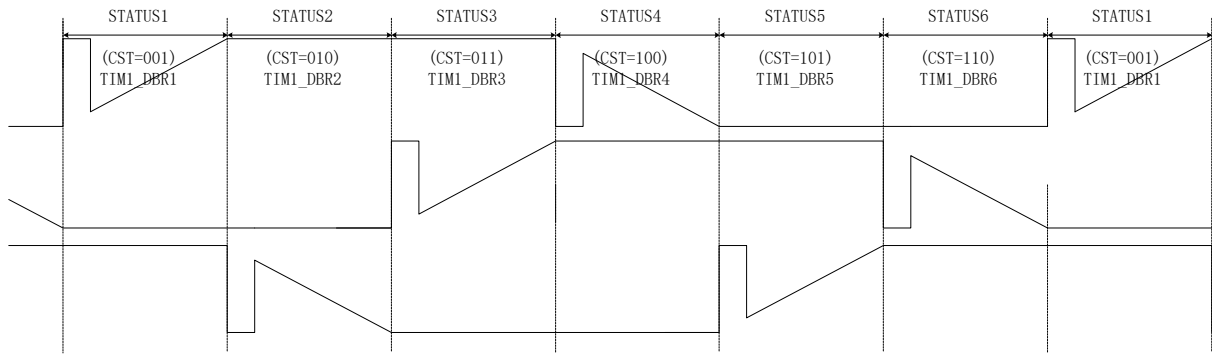 STATUS1 STATUS2 STATUS3 STATUS4 STATUS5 STATUS6 STATUS1
(CST=001) (CST=010) (CST=011) (CST=100) (CST=101) (CST=110) (CST=001)
TIM1_DBR1 TIM1_DBR2 TIM1_DBR3 TIM1_DBR4 TIM1_DBR5 TIM1_DBR6 TIM1_DBR1